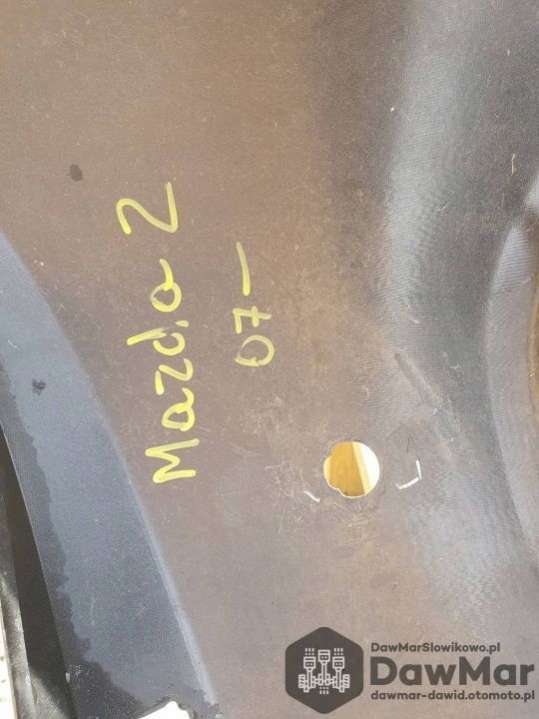 Mazda 2
07-
DawMarSlowikowo.pl
DawMar
dawmar-dawid.otomoto.pl